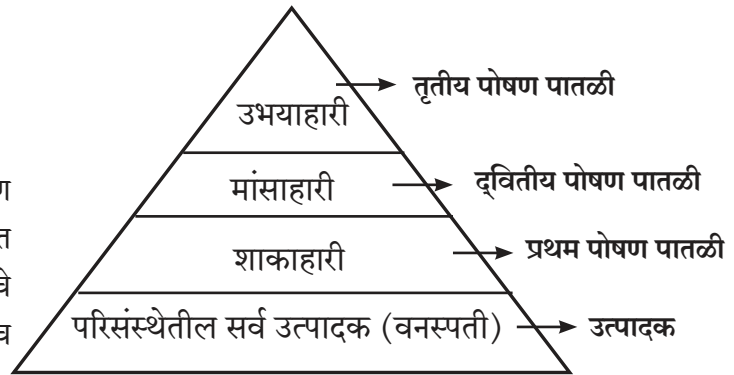 तृतीय पोषण पातळी
उभयाहारी
द्‌वितीय पोषण पातळी
मांसाहारी
प्रथम पोषण पातळी
शाकाहारी
परिसंस्थेतील सर्व उत्पादक (वनस्पती)
उत्पादक